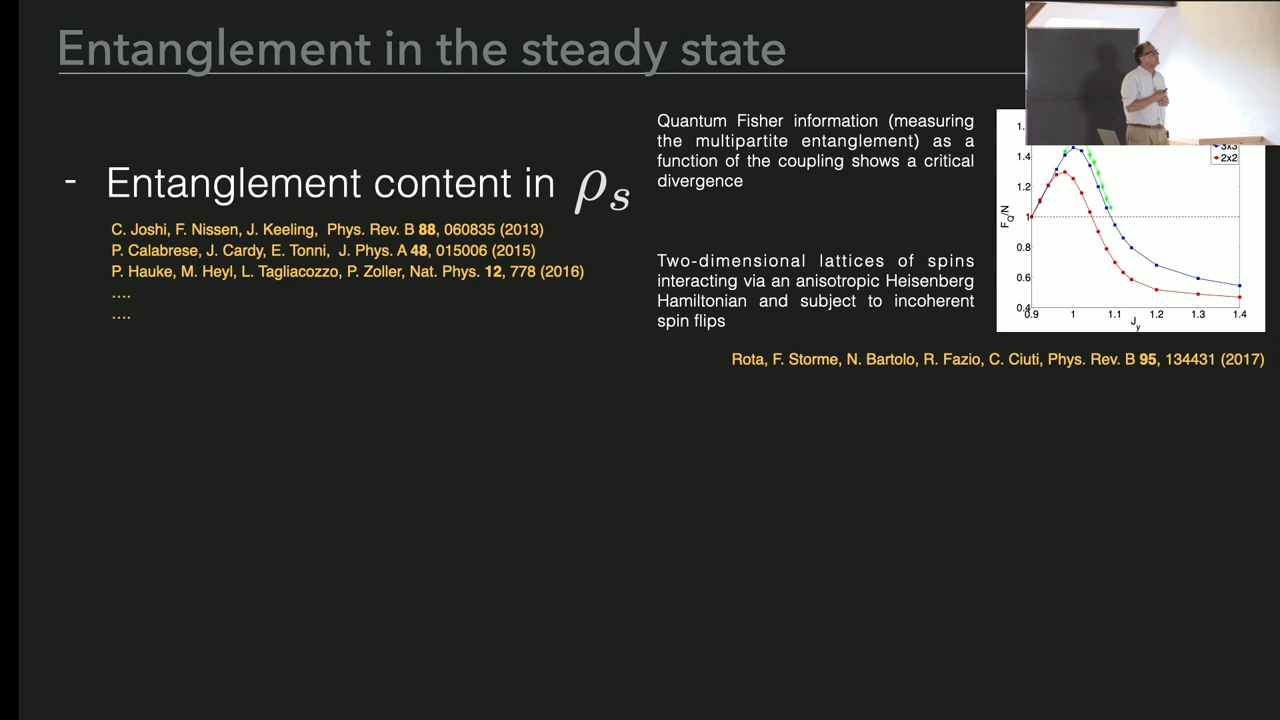 Entanglement in the steady state
- Entanglement content in ρs
C. Joshi, F. Nissen, J. Keeling, Phys. Rev. B 88, 060835 (2013)
P. Calabrese, J. Cardy, E. Tonni, J. Phys. A 48, 015006 (2015)
P. Hauke, M. Heyl, L. Tagliacozzo, P. Zoller, Nat. Phys. 12, 778 (2016)
....
....
Quantum Fisher information (measuring
the multipartite entanglement) as a
function of the coupling shows a critical
divergence
Two-dimensional lattices of spins
interacting via an anisotropic Heisenberg
Hamiltonian and subject to incoherent
spin flips
3x3
2x2
1.4
1.2
1
0.8
0.6
0.4
FQ/N
0.9 1 1.1 1.2 1.3 1.4
Jy
Rota, F. Storme, N. Bartolo, R. Fazio, C. Ciuti, Phys. Rev. B 95, 134431 (2017)